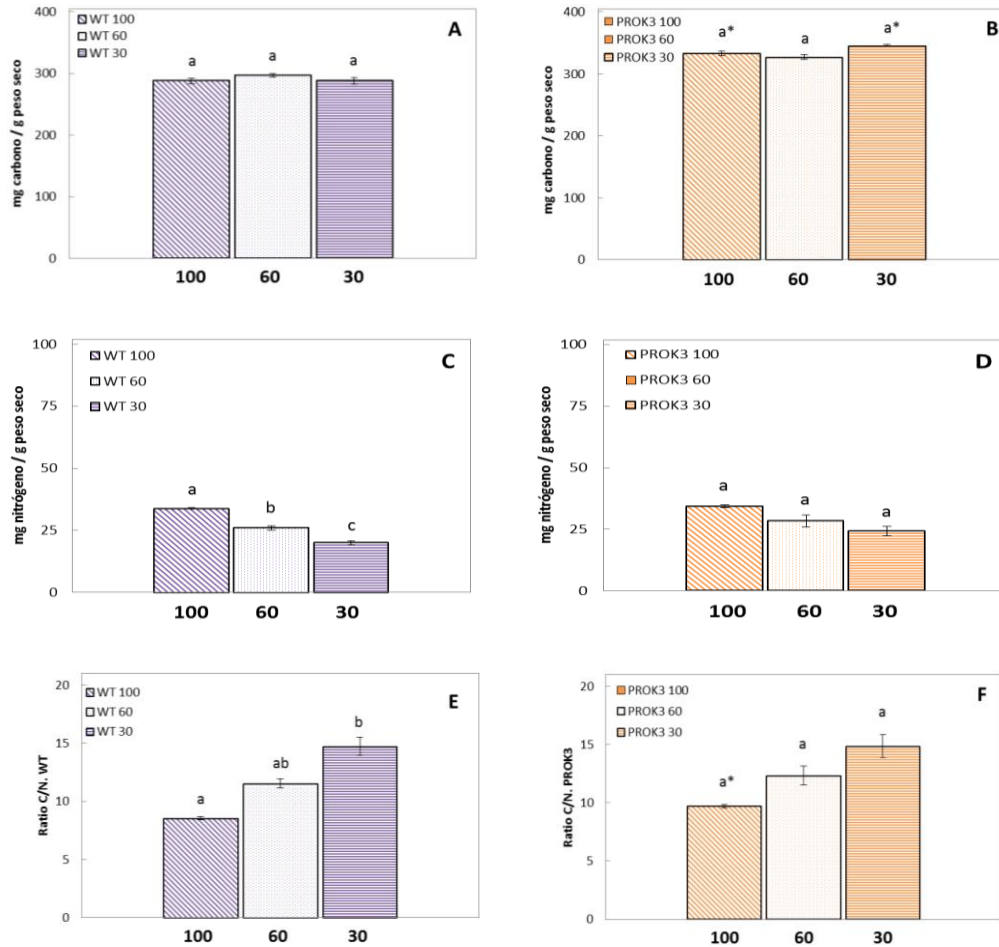 400
300
200
100
0
mg carbono / g peso seco
WT 100
WT 60
WT 30
A
a a a
100 60 30
400
300
200
100
0
mg carbono / g peso seco
PROK3 100
PROK3 60
PROK3 30
B
a* a a*
100 60 30
100
75
50
25
0
mg nitrógeno / g peso seco
WT 100
WT 60
WT 30
C
a b c
100 60 30
100
75
50
25
0
mg nitrógeno / g peso seco
PROK3 100
PROK3 60
PROK3 30
D
a a a
100 60 30
20
15
10
5
0
Ratio C/N. WT
WT 100
WT 60
WT 30
E
a ab b
100 60 30
20
15
10
5
0
Ratio C/N. PROK3
PROK3 100
PROK3 60
PROK3 30
F
a* a a
100 60 30